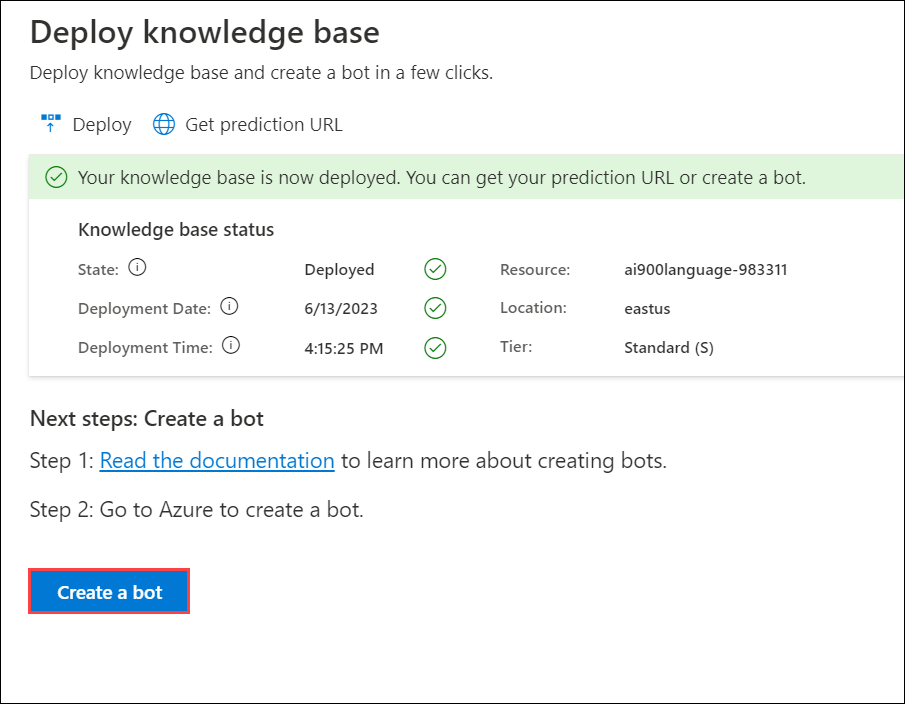 Deploy knowledge base
Deploy knowledge base and create a bot in a few clicks.
Deploy Get prediction URL
Your knowledge base is now deployed. You can get your prediction URL or create a bot.
Knowledge base status
State: Deployed Resource: ai900language-983311
Deployment Date: 6/13/2023 Location: eastus
Deployment Time: 4:15:25 PM Tier: Standard (S)
Next steps: Create a bot
Step 1: Read the documentation to learn more about creating bots.
Step 2: Go to Azure to create a bot.
Create a bot